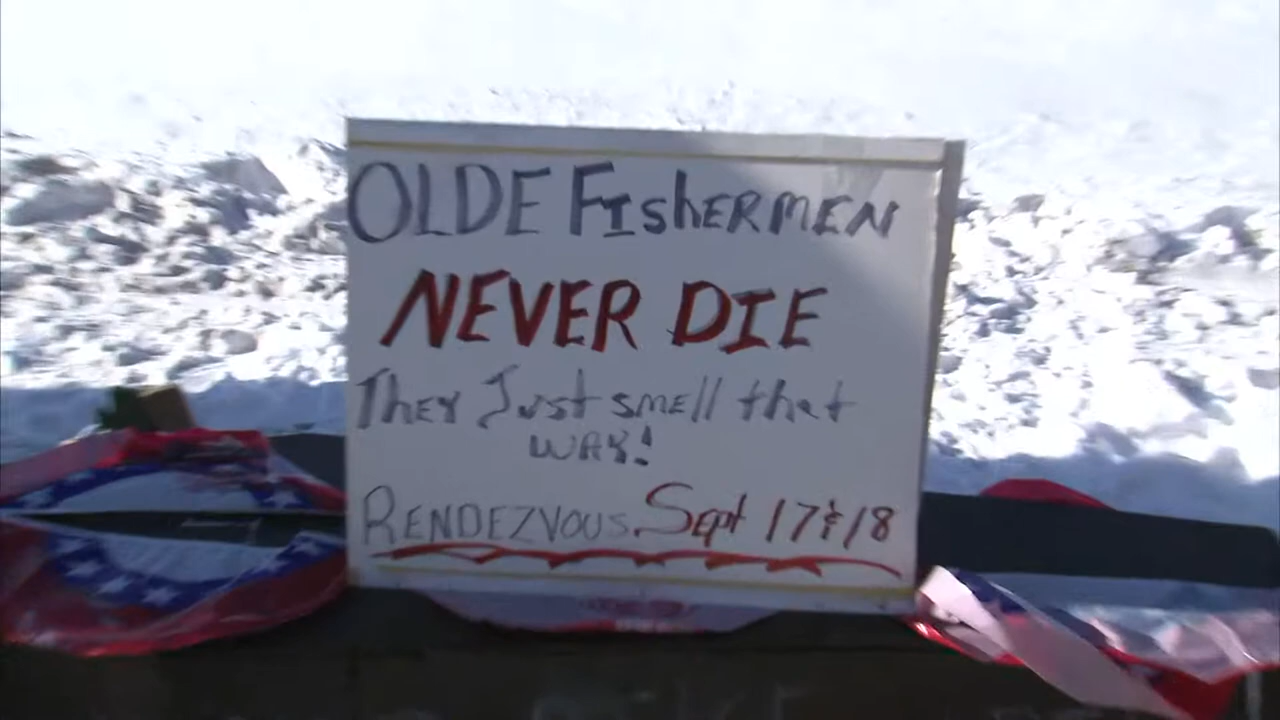 OLDE FIshERMEN
NEVER DIE
They Just smell that
way!
RENDEZVOUS. Sept 17 & 18